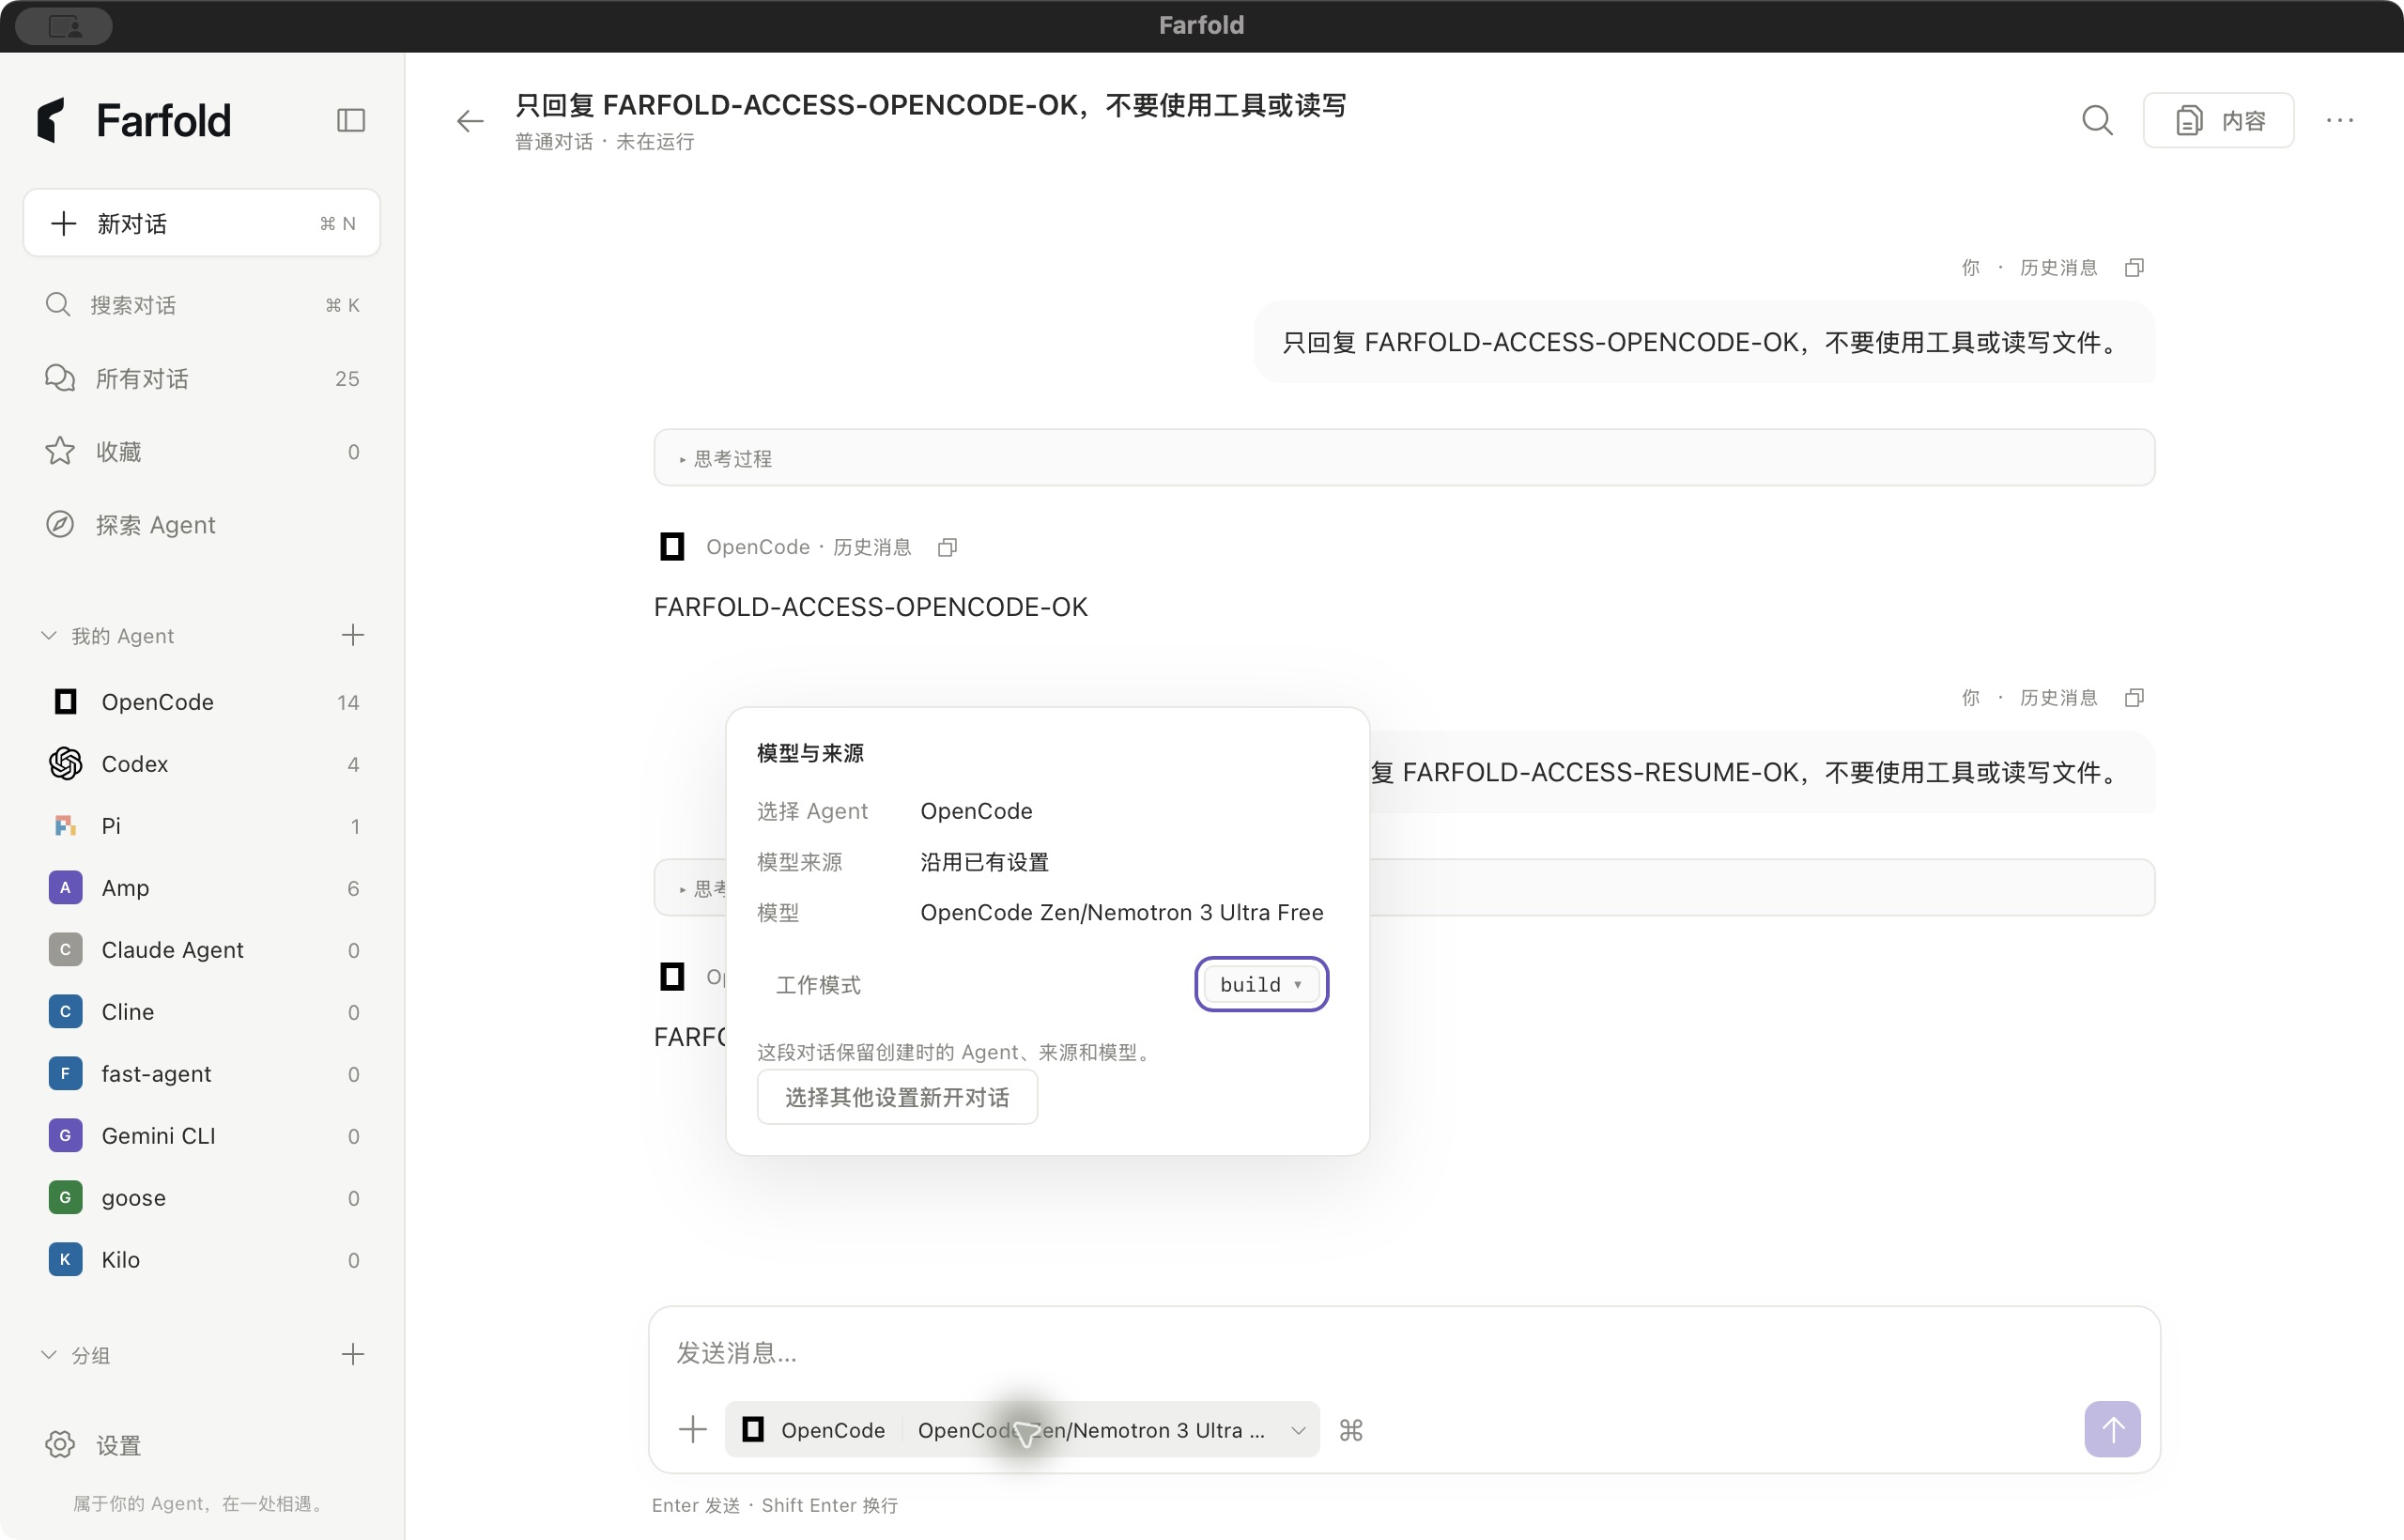 Farfold
Farfold
新对话 ⌘ N
搜索对话 ⌘ K
所有对话 25
收藏 0
探索 Agent
我的 Agent
OpenCode 14
Codex 4
Pi 1
A Amp 6
C Claude Agent 0
C Cline 0
F fast-agent 0
G Gemini CLI 0
G goose 0
K Kilo 0
分组
设置
属于你的 Agent，在一处相遇。
只回复 FARFOLD-ACCESS-OPENCODE-OK，不要使用工具或读写
普通对话 · 未在运行
内容
你 · 历史消息
只回复 FARFOLD-ACCESS-OPENCODE-OK，不要使用工具或读写文件。
思考过程
OpenCode · 历史消息
FARFOLD-ACCESS-OPENCODE-OK
你 · 历史消息
复 FARFOLD-ACCESS-RESUME-OK，不要使用工具或读写文件。
思考
Op
FARFO
模型与来源
选择 Agent OpenCode
模型来源 沿用已有设置
模型 OpenCode Zen/Nemotron 3 Ultra Free
工作模式 build
这段对话保留创建时的 Agent、来源和模型。
选择其他设置新开对话
发送消息...
OpenCode OpenCode Zen/Nemotron 3 Ultra ... ⌘
Enter 发送 · Shift Enter 换行